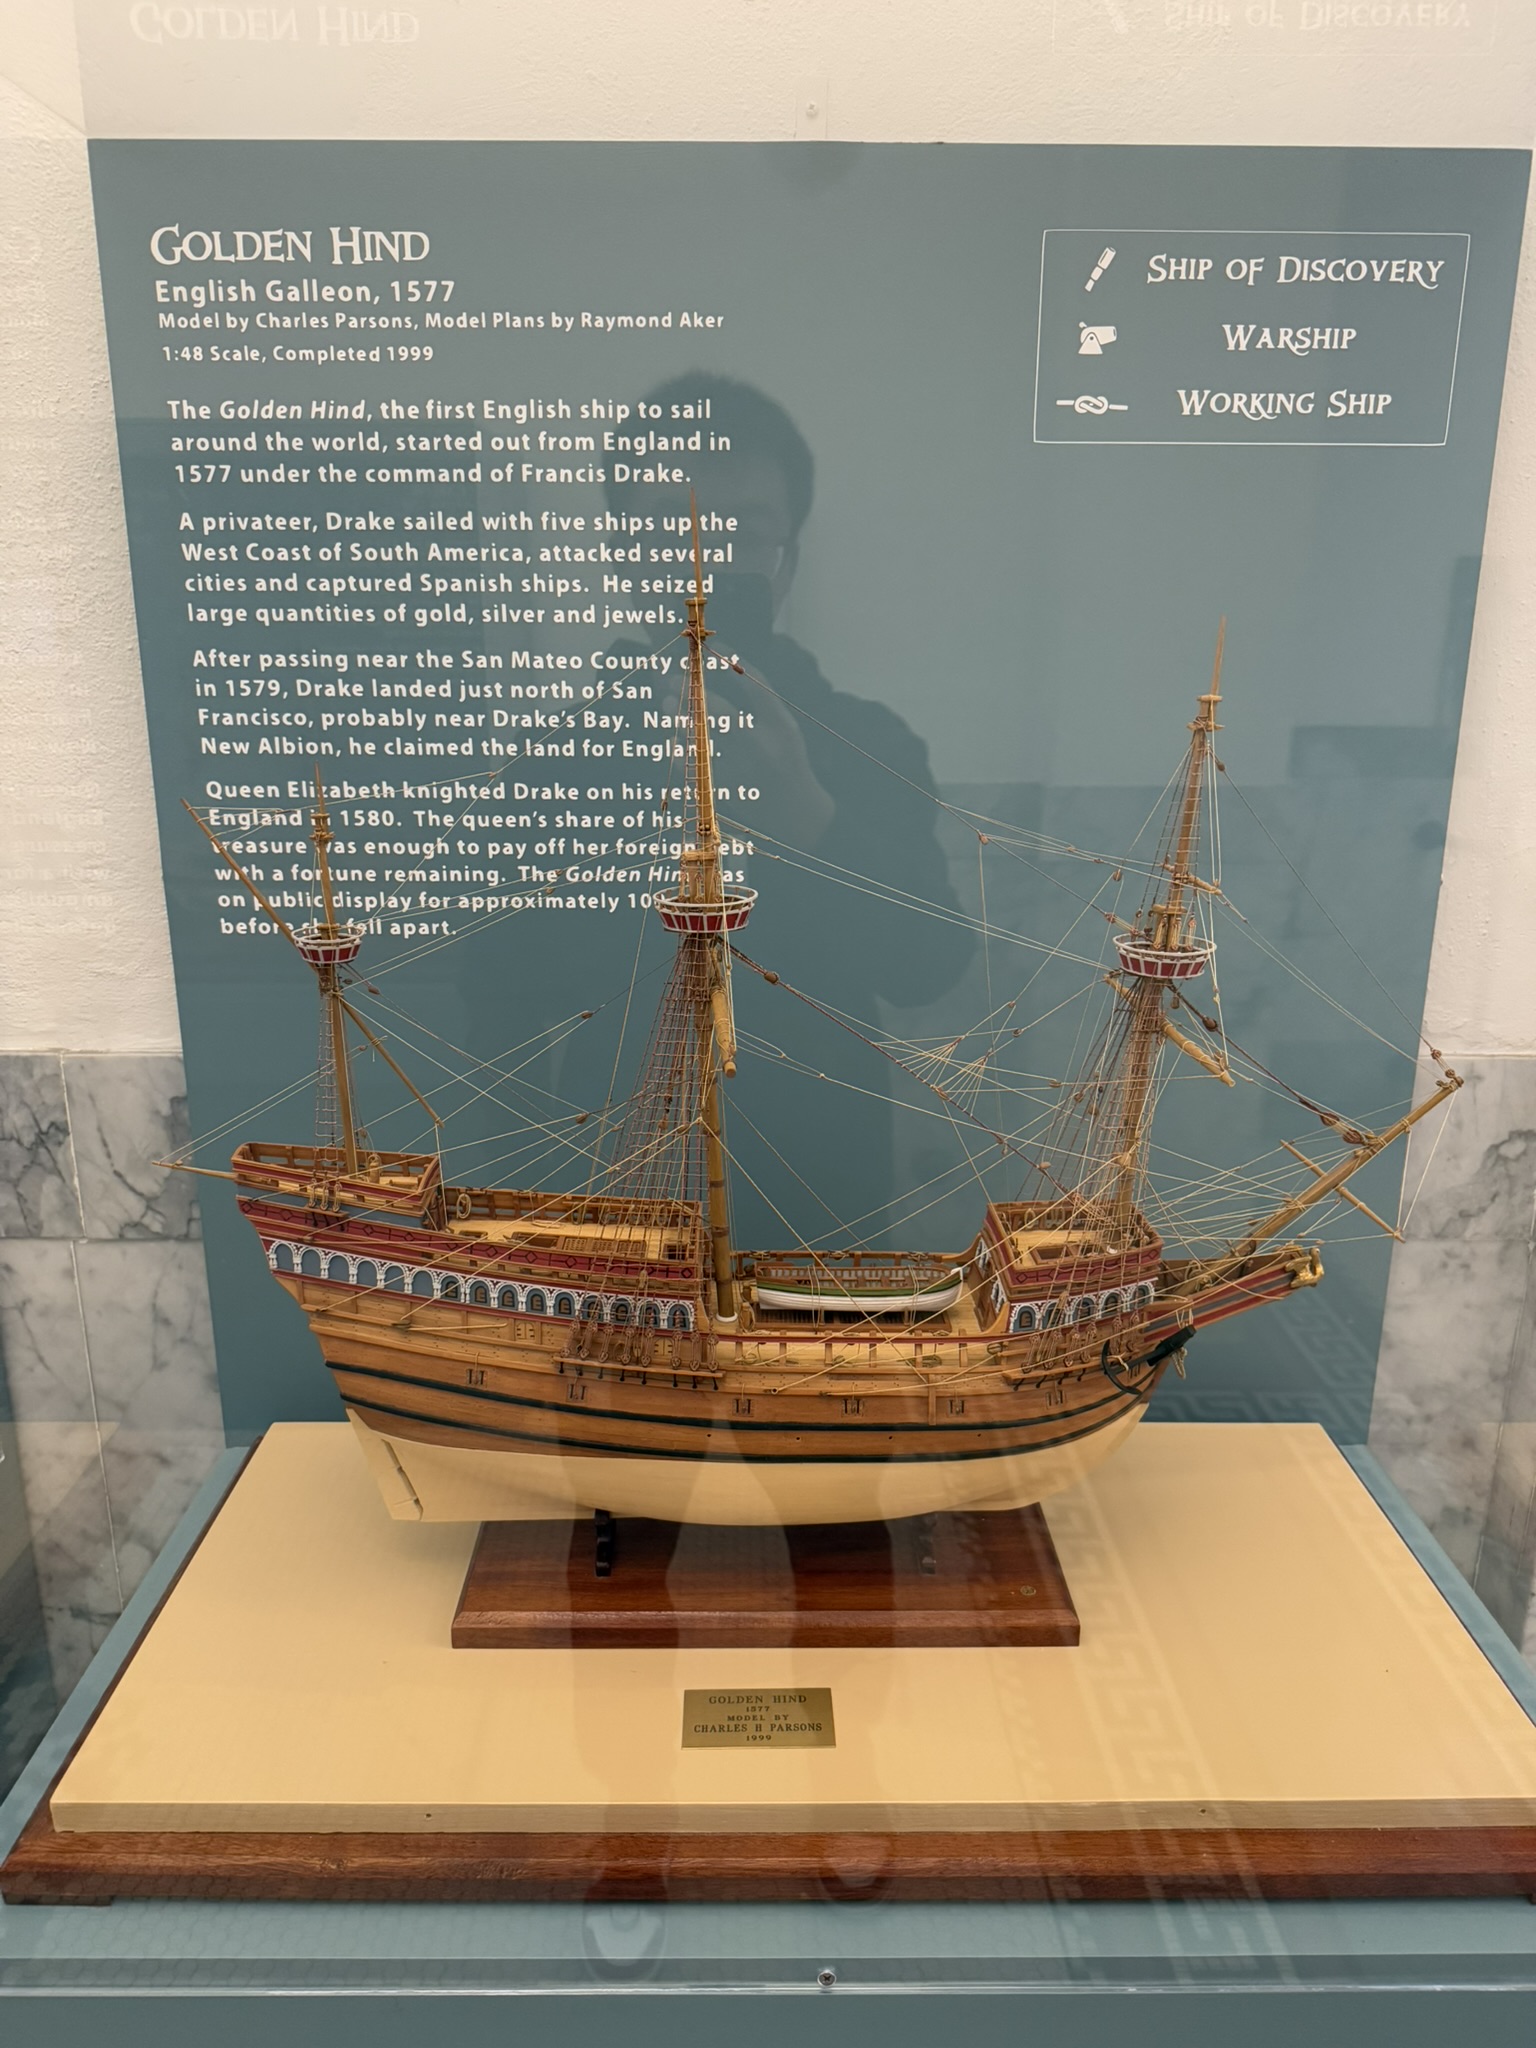 GOLDEN HIND
English Galleon, 1577
Model by Charles Parsons, Model Plans by Raymond Aker
1:48 Scale, Completed 1999
The Golden Hind, the first English ship to sail
around the world, started out from England in
1577 under the command of Francis Drake.
A privateer, Drake sailed with five ships up the
West Coast of South America, attacked several
cities and captured Spanish ships. He seized
large quantities of gold, silver and jewels.
After passing near the San Mateo County coast
in 1579, Drake landed just north of San
Francisco, probably near Drake's Bay. Naming it
New Albion, he claimed the land for England.
Queen Elizabeth knighted Drake on his return to
England in 1580. The queen's share of his
treasure was enough to pay off her foreign debt
with a fortune remaining. The Golden Hind was
on public display for approximately
before she fell apart.
SHIP OF DISCOVERY
WARSHIP
WORKING SHIP
GOLDEN HIND
1577
MODEL BY
CHARLES H PARSONS
1999